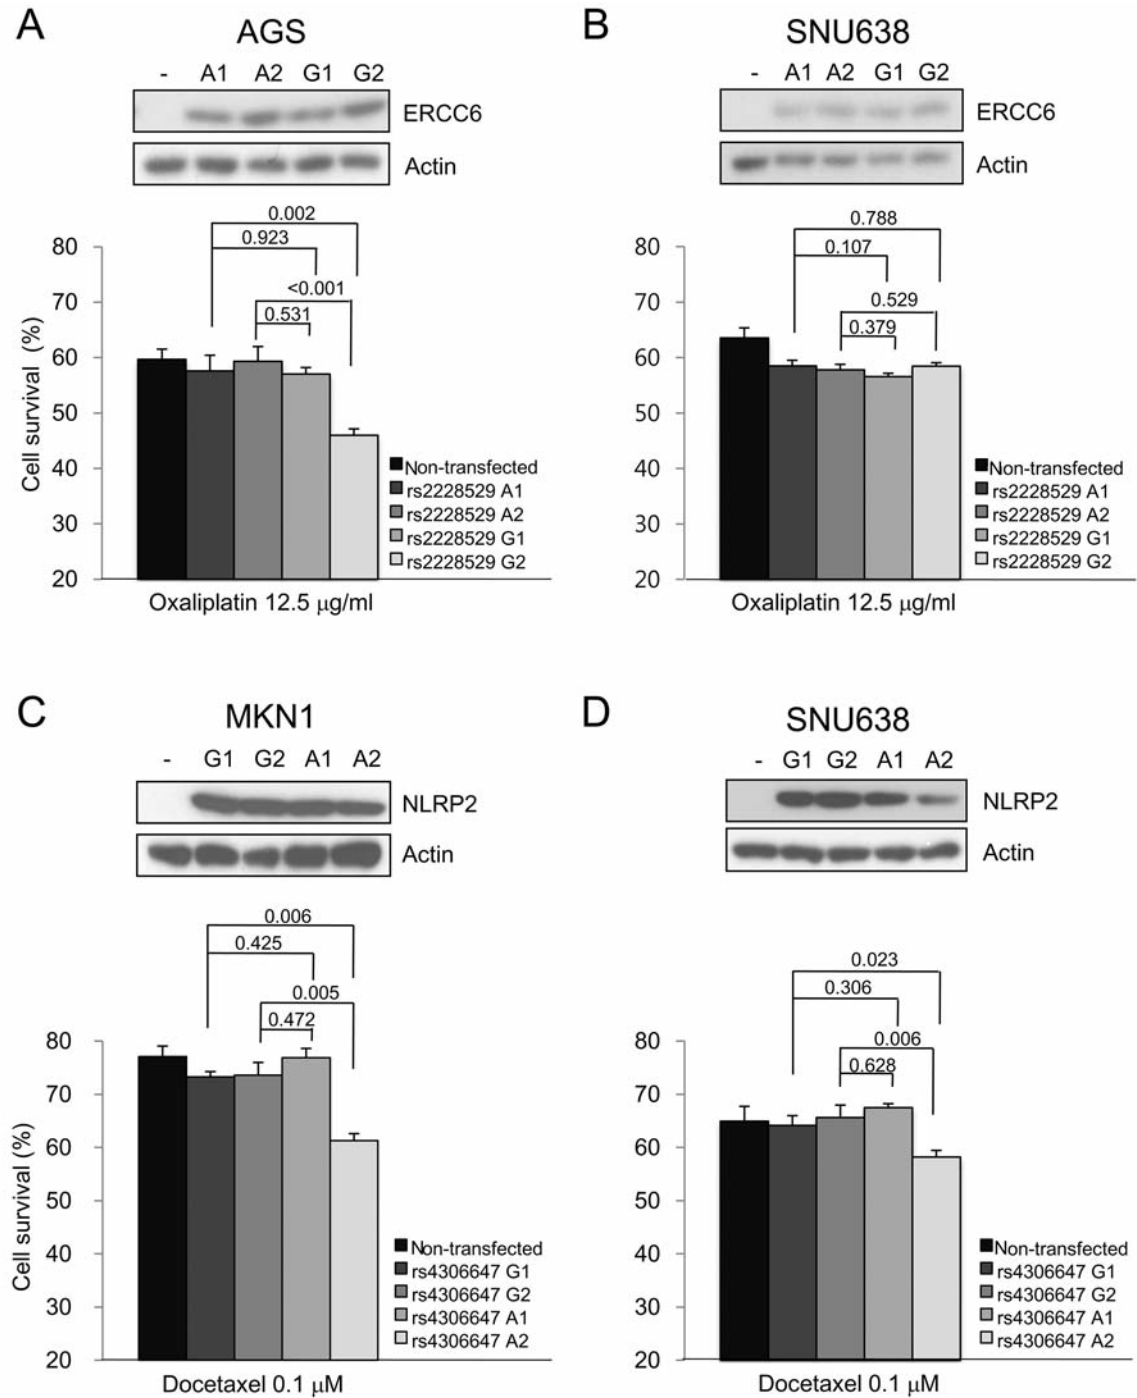 A
AGS
- A1 A2 G1 G2
ERCC6
Actin
0.002
0.923
<0.001
0.531
80
70
60
50
40
30
20
Cell survival (%)
Non-transfected
rs2228529 A1
rs2228529 A2
rs2228529 G1
rs2228529 G2
Oxaliplatin 12.5 μg/ml
B
SNU638
- A1 A2 G1 G2
ERCC6
Actin
0.788
0.107
0.529
0.379
80
70
60
50
40
30
20
Non-transfected
rs2228529 A1
rs2228529 A2
rs2228529 G1
rs2228529 G2
Oxaliplatin 12.5 μg/ml
C
MKN1
- G1 G2 A1 A2
NLRP2
Actin
0.006
0.425
0.005
0.472
80
70
60
50
40
30
20
Cell survival (%)
Non-transfected
rs4306647 G1
rs4306647 G2
rs4306647 A1
rs4306647 A2
Docetaxel 0.1 μM
D
SNU638
- G1 G2 A1 A2
NLRP2
Actin
0.023
0.306
0.006
0.628
80
70
60
50
40
30
20
Non-transfected
rs4306647 G1
rs4306647 G2
rs4306647 A1
rs4306647 A2
Docetaxel 0.1 μM